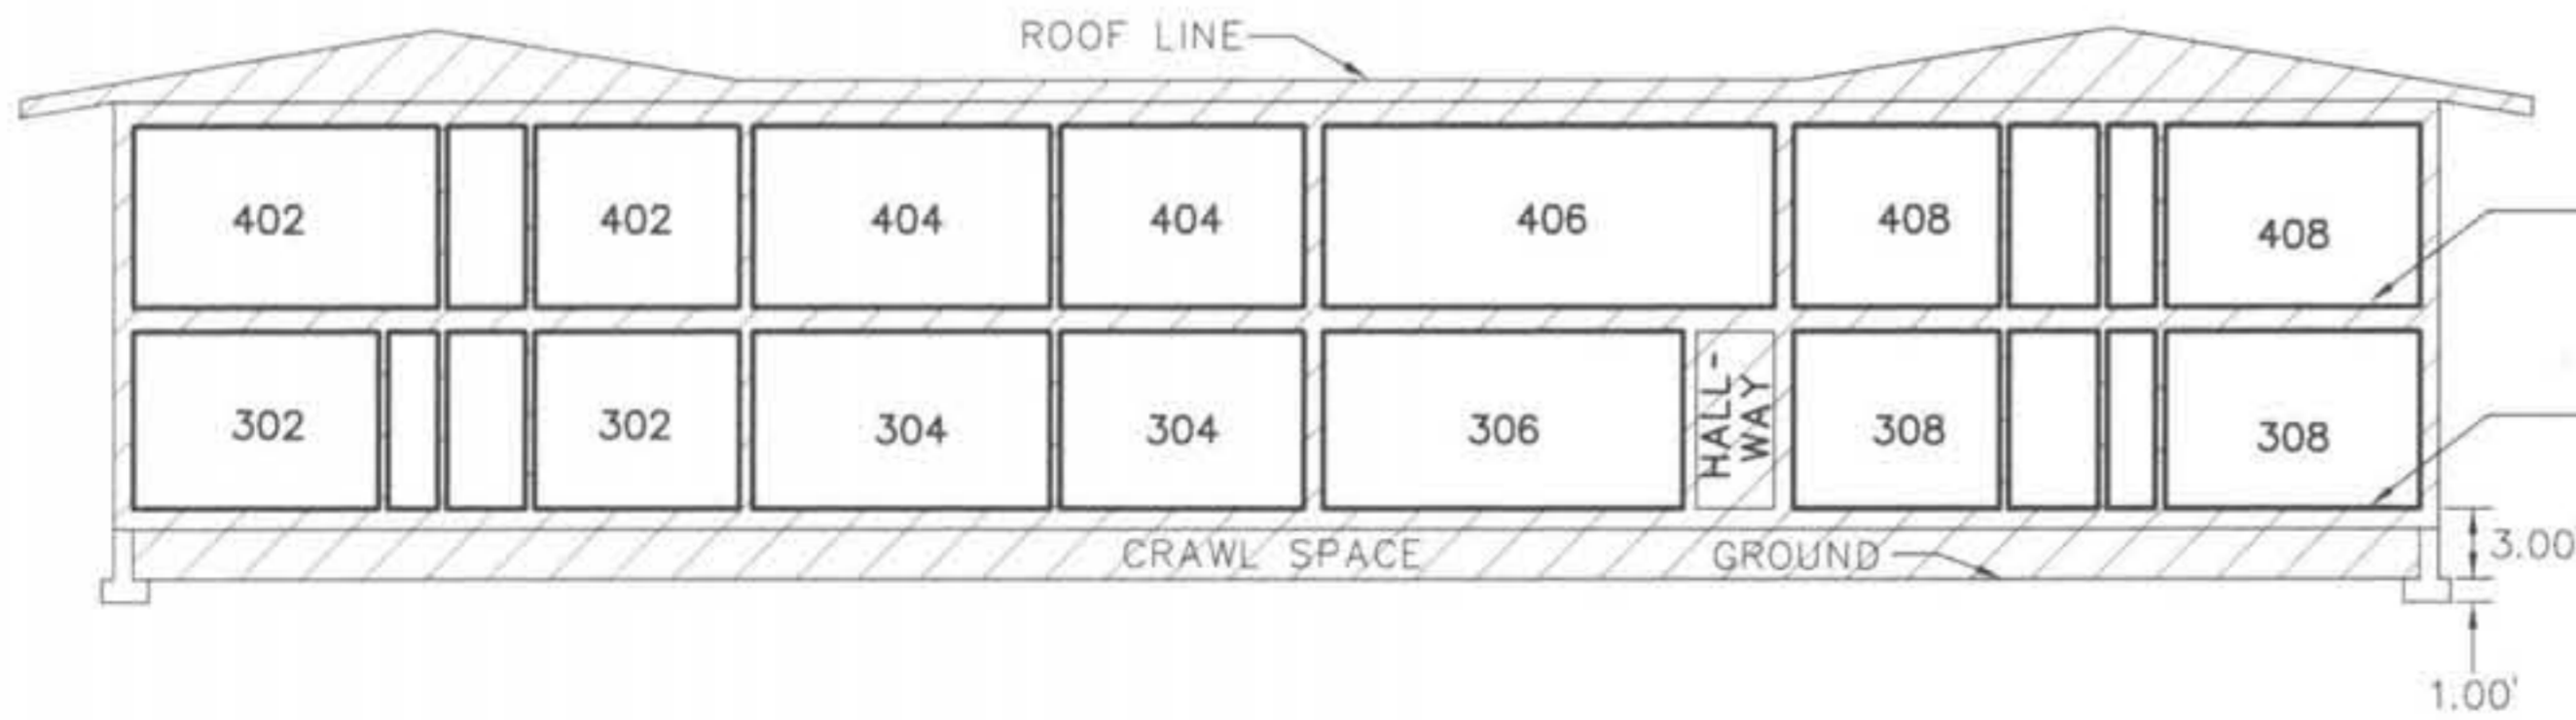 ROOF LINE
402 402 404 404 406 408 408
302 302 304 304 306 HALL- 308 308
WAY
CRAWL SPACE GROUND 3.00
1.00'